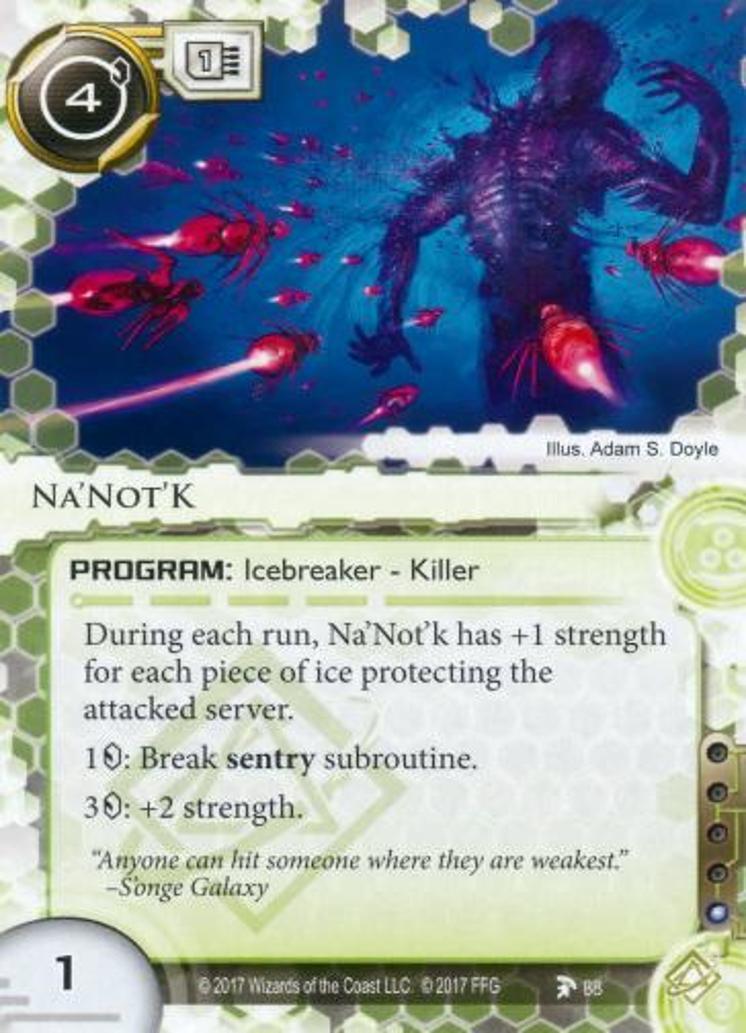 4
1
Illus. Adam S. Doyle
Na'Not'K
PROGRAM: Icebreaker - Killer
During each run, Na'Not'k has +1 strength
for each piece of ice protecting the
attacked server.
1: Break sentry subroutine.
3: +2 strength.
"Anyone can hit someone where they are weakest."
–S'onge Galaxy
1
© 2017 Wizards of the Coast LLC. © 2017 FFG
88